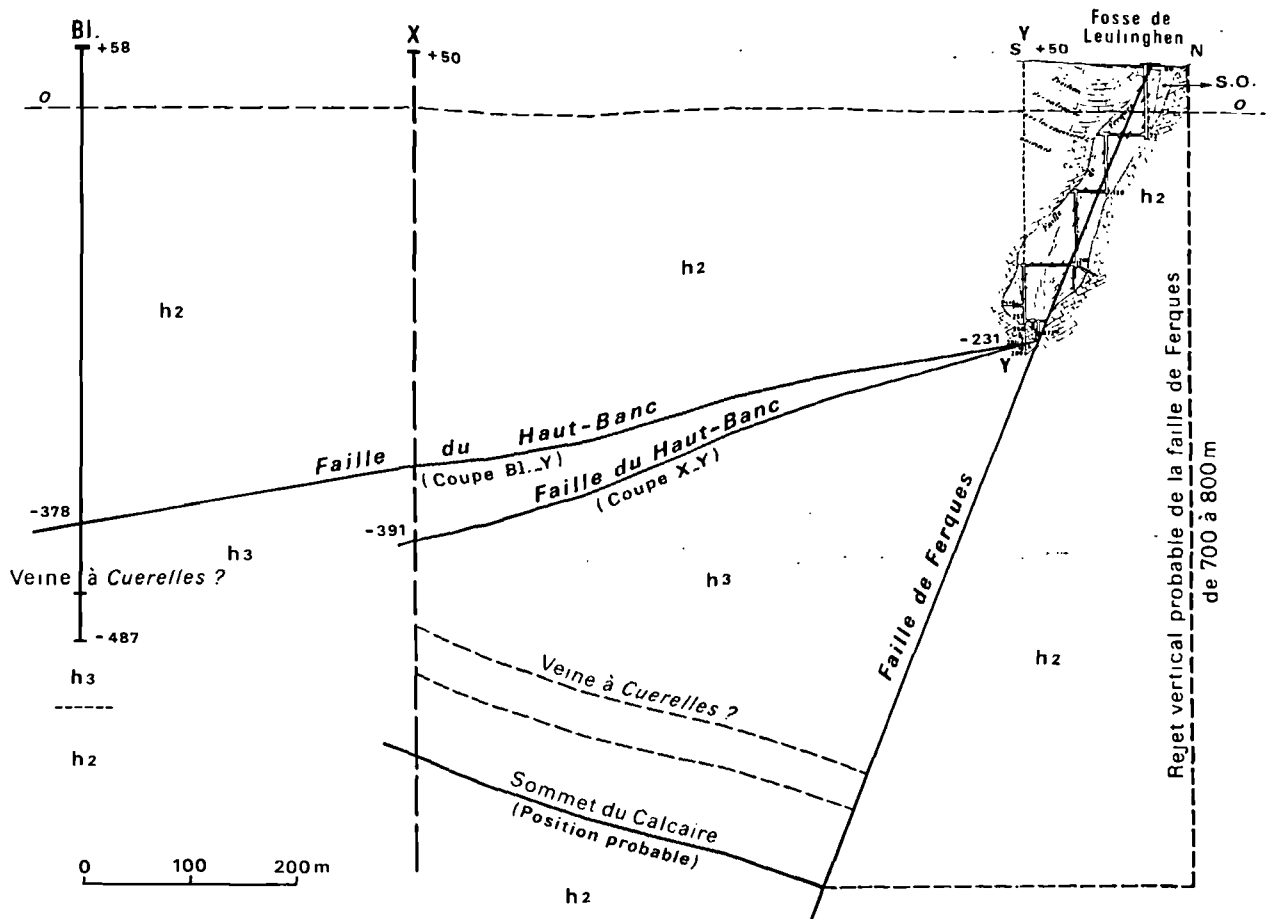 Bl.
+58
X
+50
Fosse de
Leulinghen
Y
S +50
N
S.O.
o
o
h2
h2
h2
-231
Y
Faille du Haut-Banc
(Coupe Bl._Y)
Faille du Haut-Banc
(Coupe X_Y)
-378
-391
h3
h3
Veine à Cuerelles ?
-487
h3
h2
Veine à Cuerelles ?
Sommet du Calcaire
(Position probable)
Faille de Ferques
h2
Rejet vertical probable de la faille de Ferques
de 700 à 800 m
0 100 200 m
h2